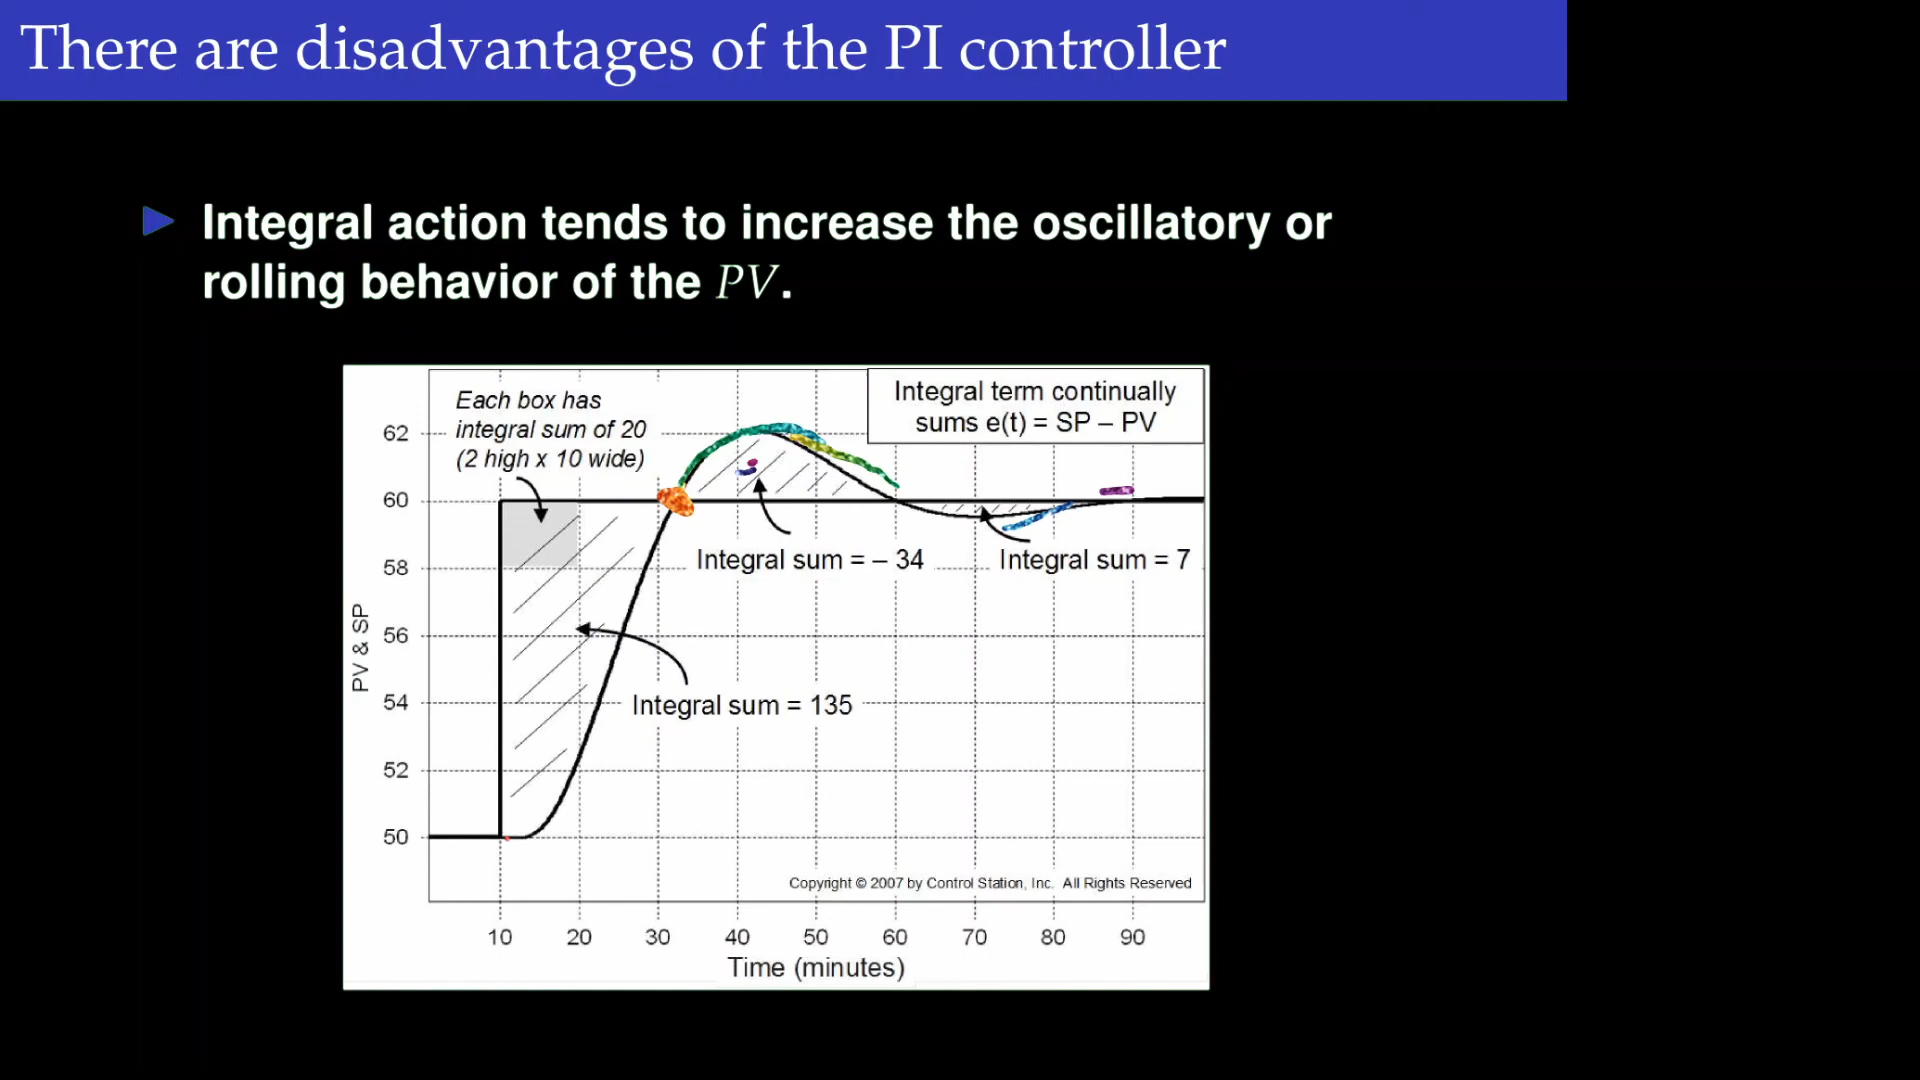 There are disadvantages of the PI controller
▶ Integral action tends to increase the oscillatory or
rolling behavior of the PV.
Each box has
integral sum of 20
(2 high x 10 wide)
Integral term continually
sums e(t) = SP – PV
62
60
58
56
54
52
50
PV & SP
Integral sum = – 34
Integral sum = 7
Integral sum = 135
Copyright © 2007 by Control Station, Inc. All Rights Reserved
10 20 30 40 50 60 70 80 90
Time (minutes)